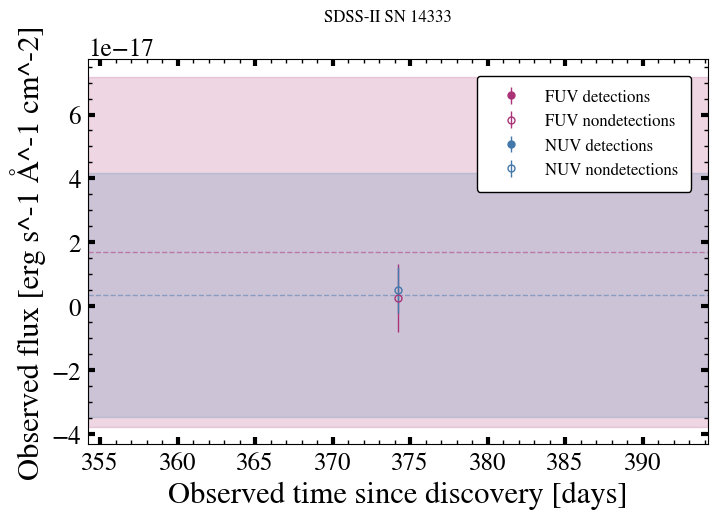 SDSS-II SN 14333
1e−17
Observed flux [erg s^-1 Å^-1 cm^-2]
6
4
2
0
−2
−4
FUV detections
FUV nondetections
NUV detections
NUV nondetections
355 360 365 370 375 380 385 390
Observed time since discovery [days]